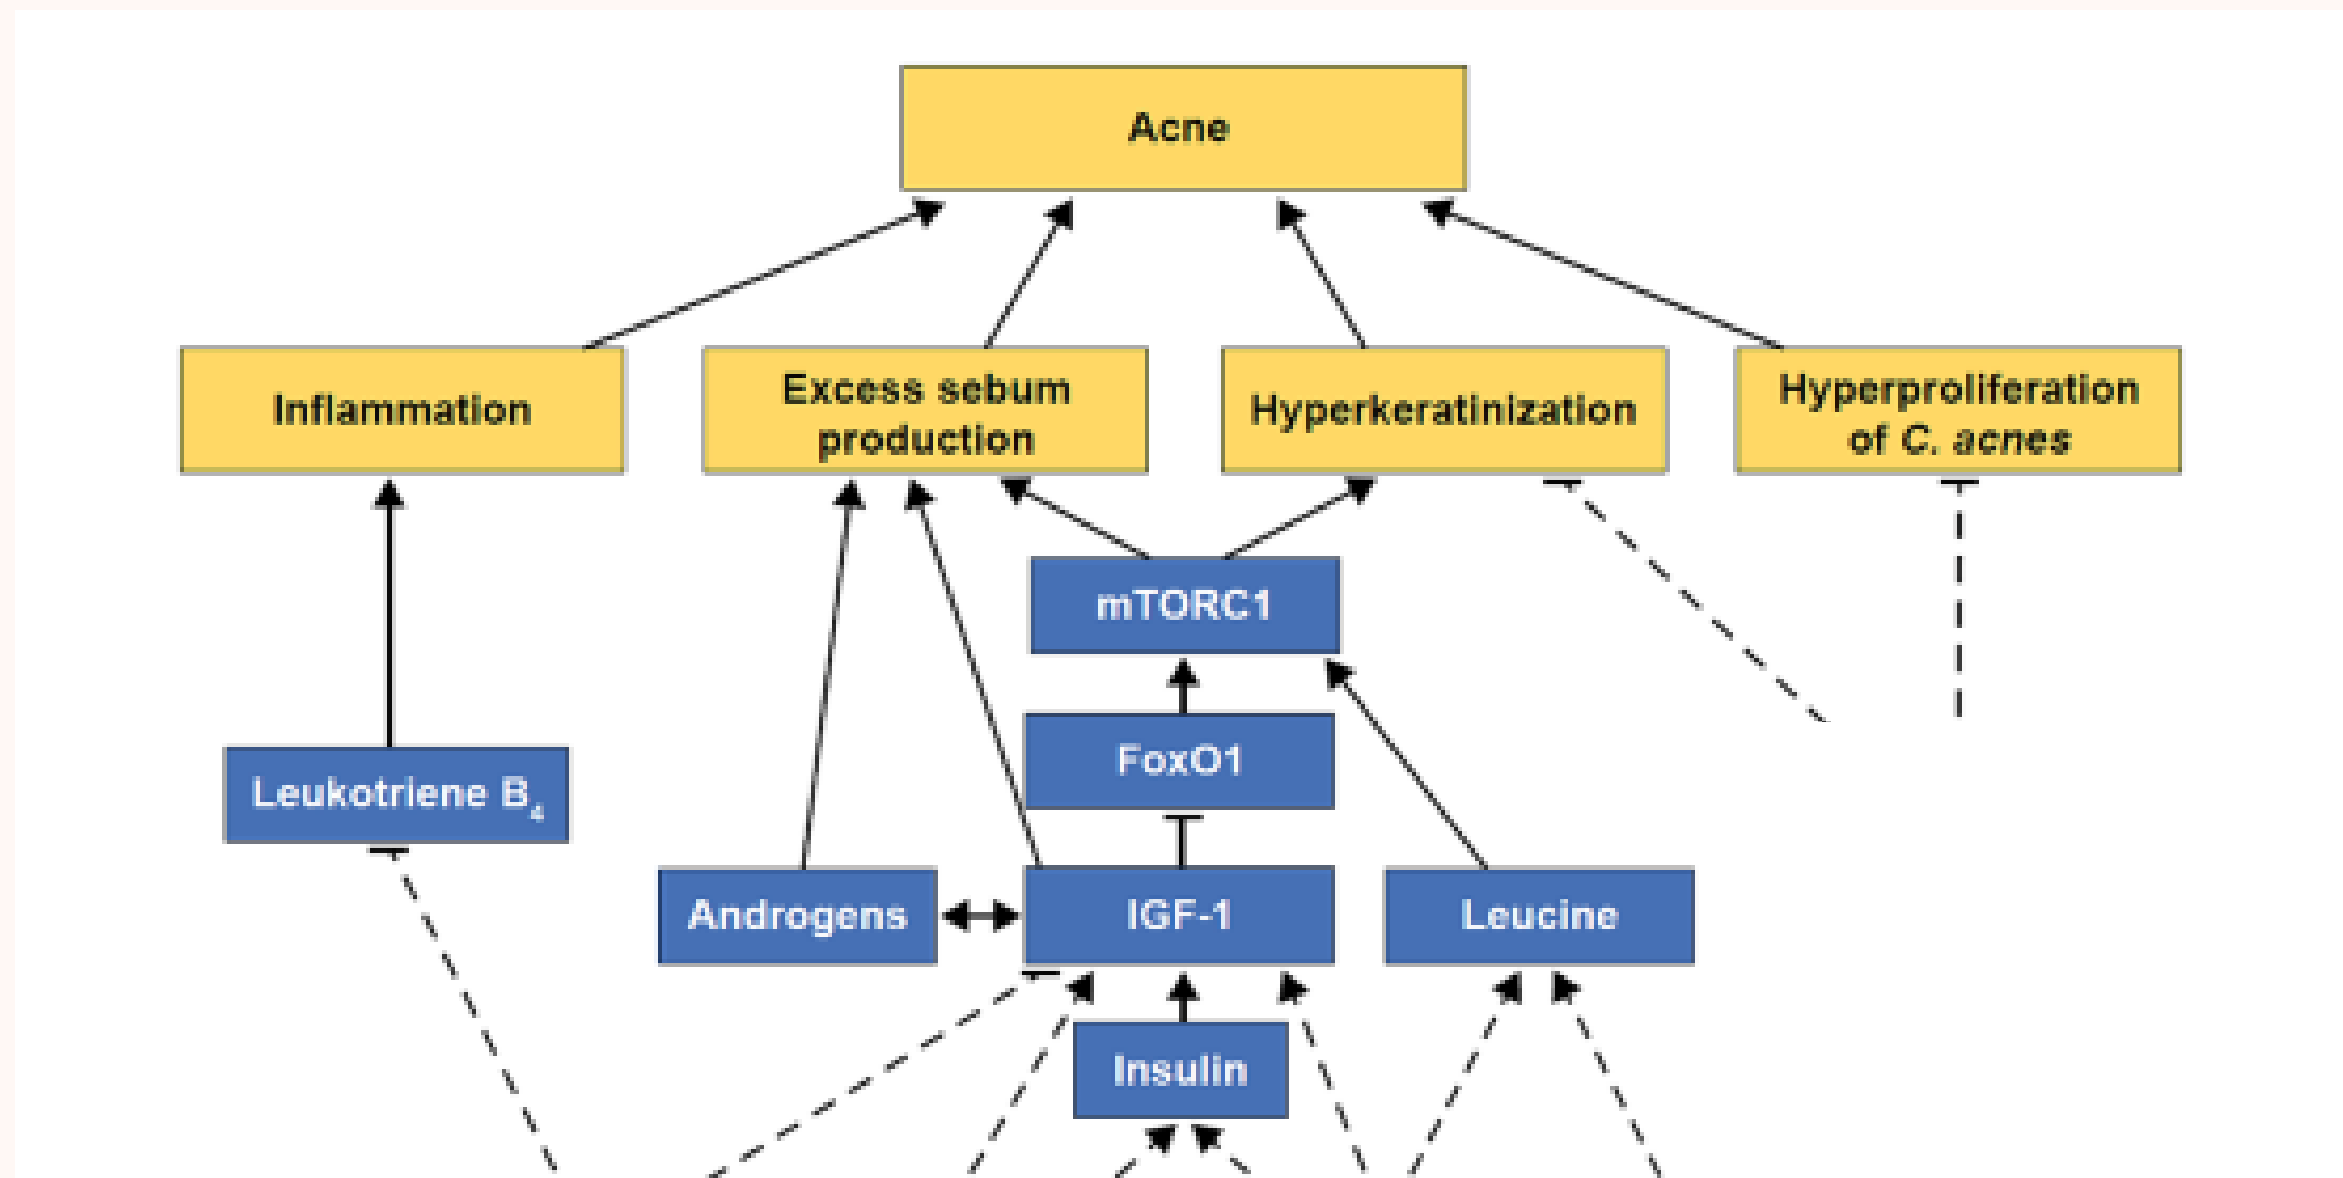 Acne
Inflammation
Excess sebum
production
Hyperkeratinization
Hyperproliferation
of C. acnes
mTORC1
FoxO1
Leukotriene B₄
Androgens
IGF-1
Leucine
Insulin